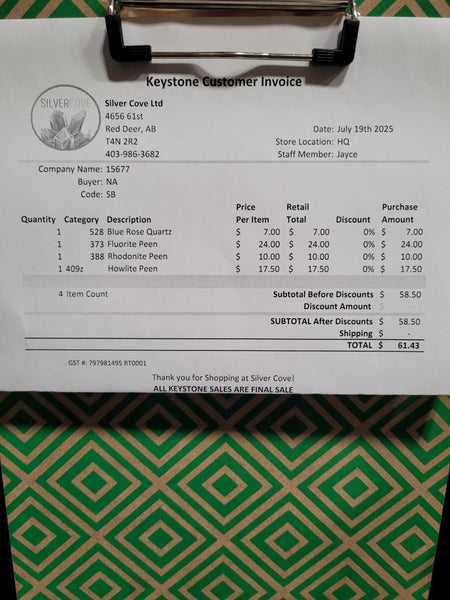 Keystone Customer Invoice
SILVERCOVE
Silver Cove Ltd
4656 61st
Red Deer, AB
T4N 2R2
403-986-3682
Date: July 19th 2025
Store Location: HQ
Staff Member: Jayce
Company Name: 15677
Buyer: NA
Code: SB
Quantity Category Description Price Per Item Retail Total Discount Purchase Amount
1 528 Blue Rose Quartz $ 7.00 $ 7.00 0% $ 7.00
1 373 Fluorite Peen $ 24.00 $ 24.00 0% $ 24.00
1 388 Rhodonite Peen $ 10.00 $ 10.00 0% $ 10.00
1 409z Howlite Peen $ 17.50 $ 17.50 0% $ 17.50
4 Item Count Subtotal Before Discounts $ 58.50
Discount Amount $ -
SUBTOTAL After Discounts $ 58.50
Shipping $ -
TOTAL $ 61.43
GST #: 797981495 RT0001
Thank you for Shopping at Silver Cove!
ALL KEYSTONE SALES ARE FINAL SALE